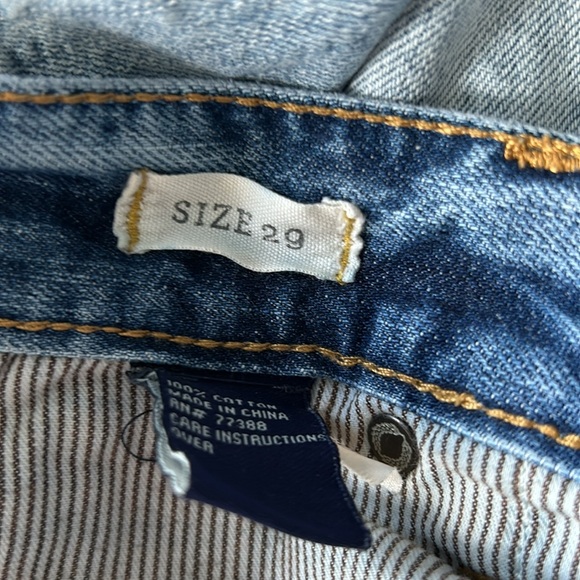 SIZE 29
100% COTTON
MADE IN CHINA
RN# 77388
CARE INSTRUCTIONS
OVER